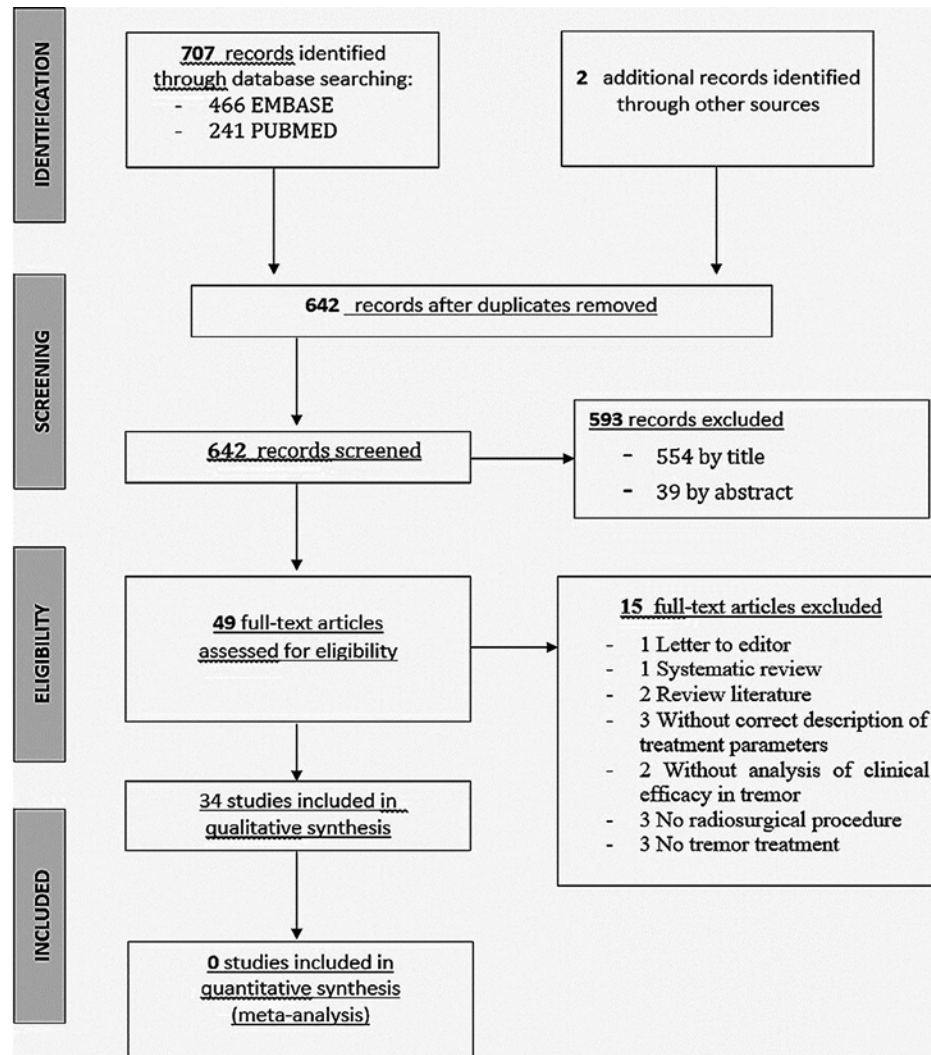 IDENTIFICATION
707 records identified
through database searching:
- 466 EMBASE
- 241 PUBMED
2 additional records identified
through other sources
SCREENING
642 records after duplicates removed
642 records screened
593 records excluded
- 554 by title
- 39 by abstract
ELIGIBILITY
49 full-text articles
assessed for eligibility
15 full-text articles excluded
- 1 Letter to editor
- 1 Systematic review
- 2 Review literature
- 3 Without correct description of
treatment parameters
- 2 Without analysis of clinical
efficacy in tremor
- 3 No radiosurgical procedure
- 3 No tremor treatment
INCLUDED
34 studies included in
qualitative synthesis
0 studies included in
quantitative synthesis
(meta-analysis)